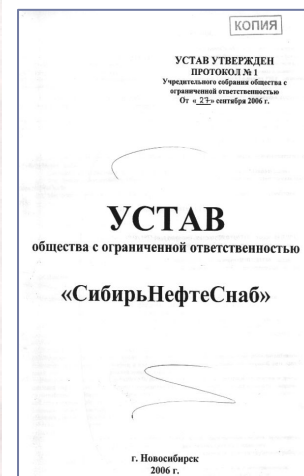 КОПИЯ
УСТАВ УТВЕРЖДЕН
ПРОТОКОЛ № 1
Учредительного собрания общества с
ограниченной ответственностью
От «27» сентября 2006 г.
УСТАВ
общества с ограниченной ответственностью
«СибирьНефтеСнаб»
г. Новосибирск
2006 г.